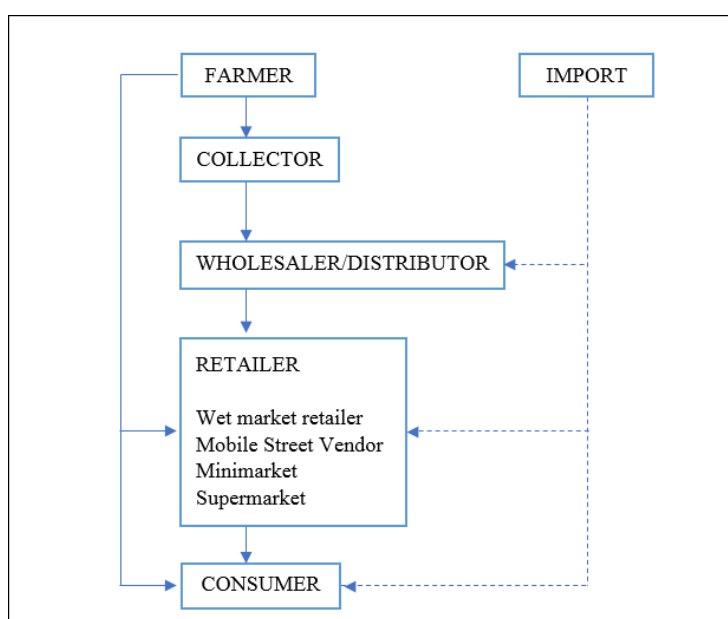 FARMER
IMPORT
COLLECTOR
WHOLESALER/DISTRIBUTOR
RETAILER
Wet market retailer
Mobile Street Vendor
Minimarket
Supermarket
CONSUMER